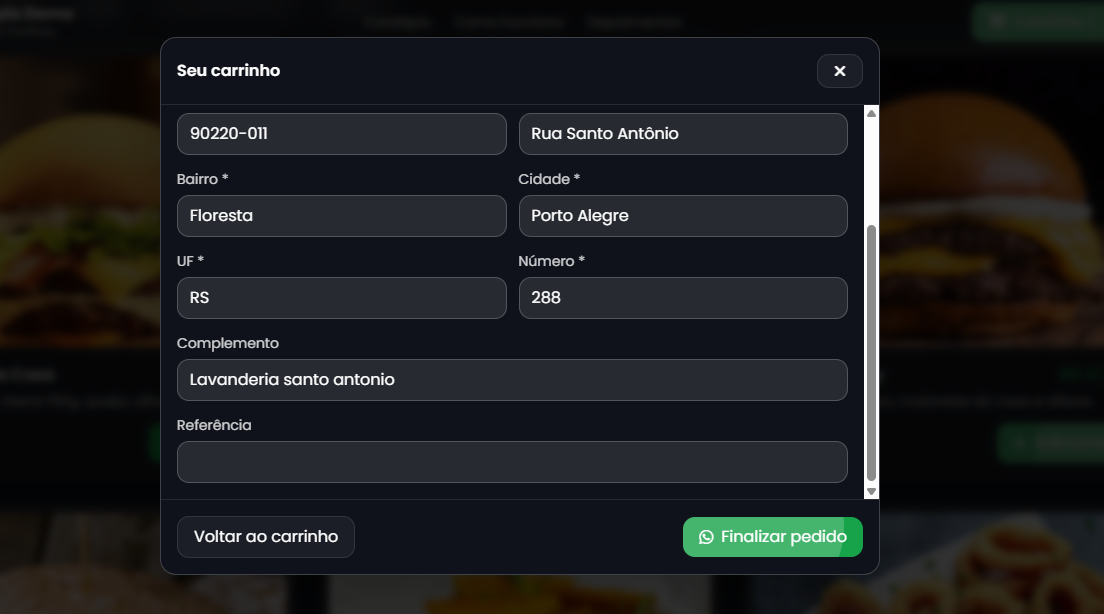 Seu carrinho
90220-011
Rua Santo Antônio
Bairro *
Cidade *
Floresta
Porto Alegre
UF *
Número *
RS
288
Complemento
Lavanderia santo antonio
Referência
Voltar ao carrinho
Finalizar pedido